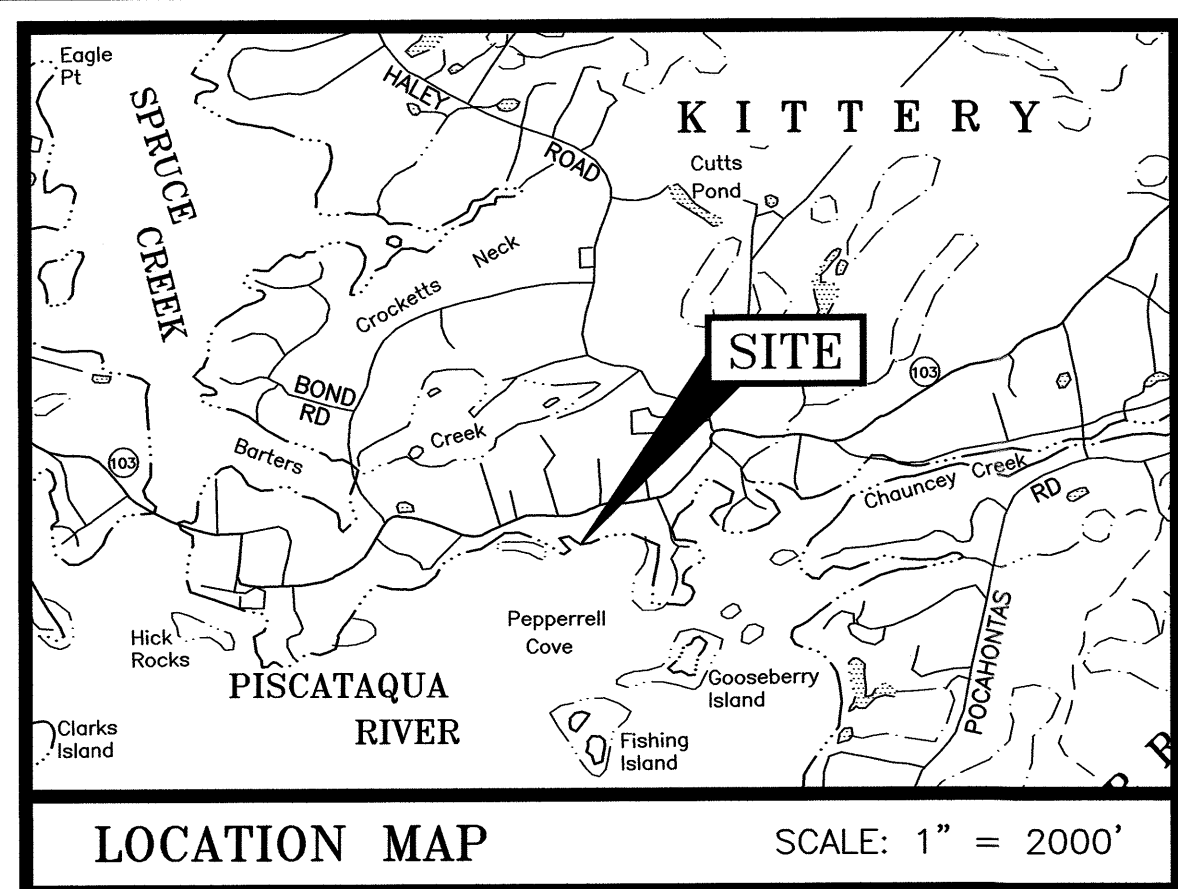 Eagle
Pt
HALEY
ROAD
SPRUCE
CREEK
KITTERY
Cutts
Pond
Crocketts Neck
SITE
103
BOND
RD
Creek
Barters
103
Chauncey Creek
RD
POCAHONTAS
Pepperrell
Cove
Hick
Rocks
Gooseberry
Island
PISCATAQUA
RIVER
Clarks
Island
Fishing
Island
LOCATION MAP
SCALE: 1" = 2000'